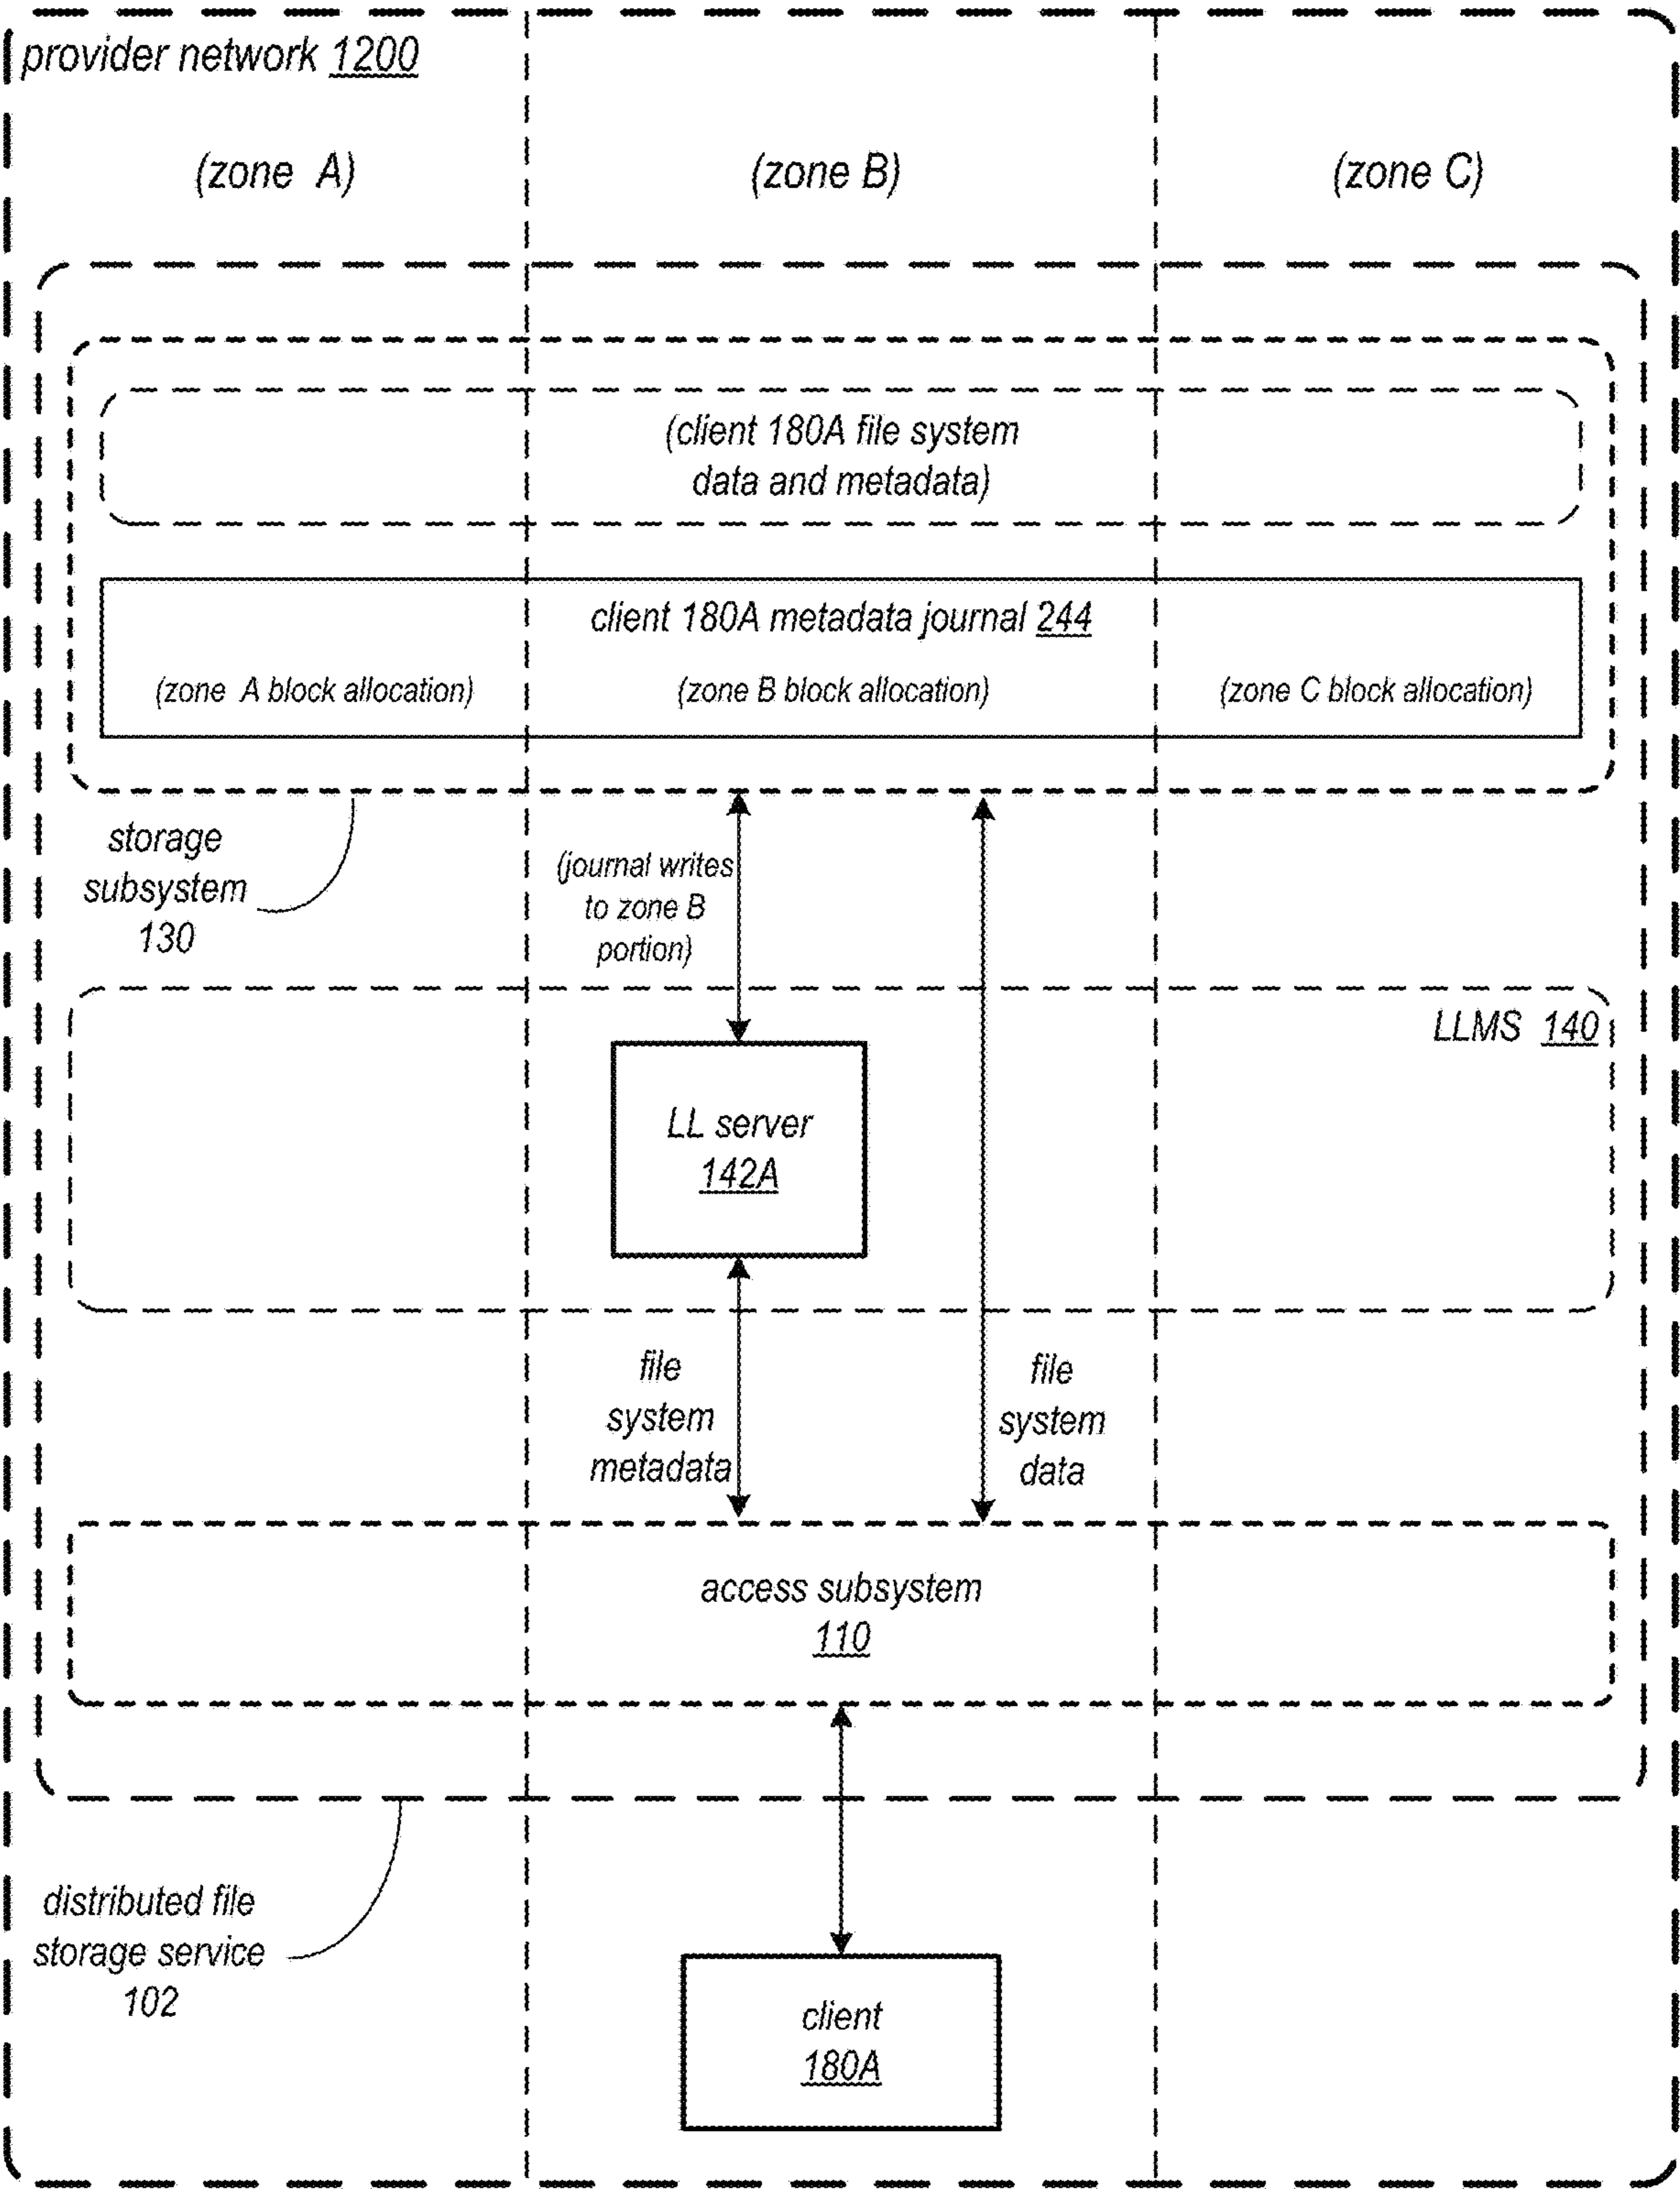 provider network 1200
(zone A)
(zone B)
(zone C)
(client 180A file system
data and metadata)
client 180A metadata journal 244
(zone A block allocation)
(zone B block allocation)
(zone C block allocation)
storage
subsystem
130
(journal writes
to zone B
portion)
LLMS 140
LL server
142A
file
system
metadata
file
system
data
access subsystem
110
distributed file
storage service
102
client
180A